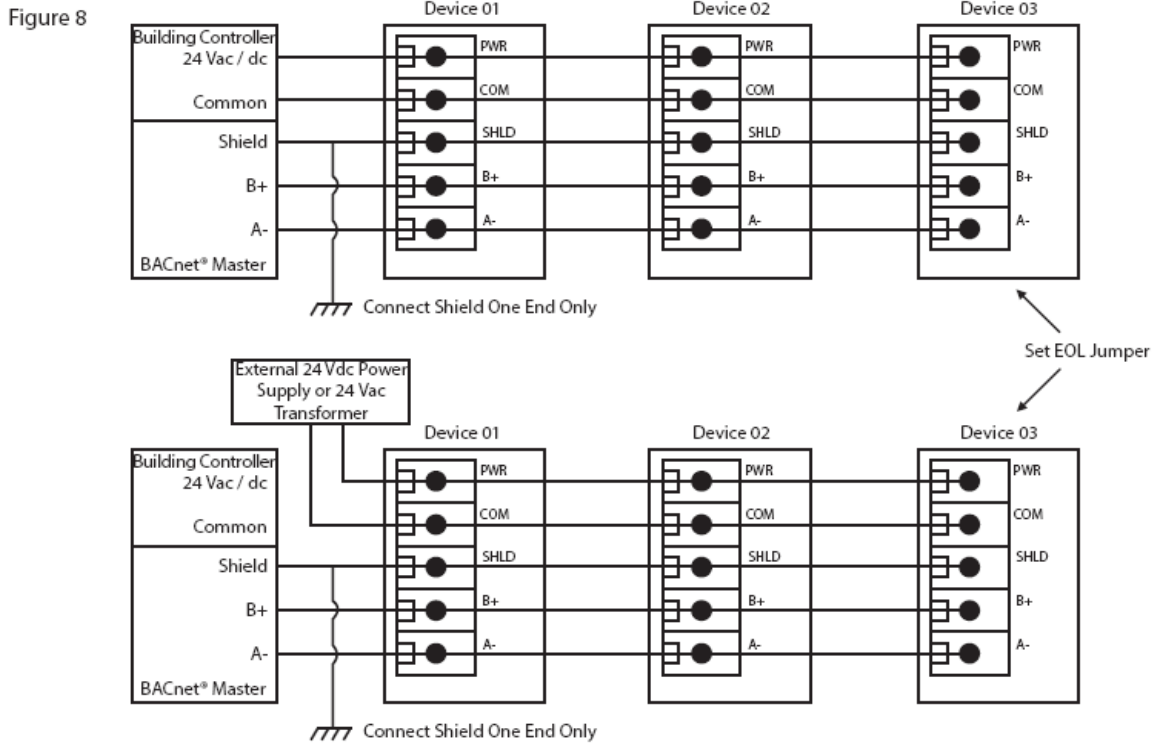 Figure 8
Device 01
Device 02
Device 03
Building Controller
24 Vac / dc
Common
Shield
B+
A-
BACnet® Master
PWR
COM
SHLD
B+
A-
PWR
COM
SHLD
B+
A-
PWR
COM
SHLD
B+
A-
Connect Shield One End Only
Set EOL Jumper
External 24 Vdc Power
Supply or 24 Vac
Transformer
Device 01
Device 02
Device 03
Building Controller
24 Vac / dc
Common
Shield
B+
A-
BACnet® Master
PWR
COM
SHLD
B+
A-
PWR
COM
SHLD
B+
A-
PWR
COM
SHLD
B+
A-
Connect Shield One End Only